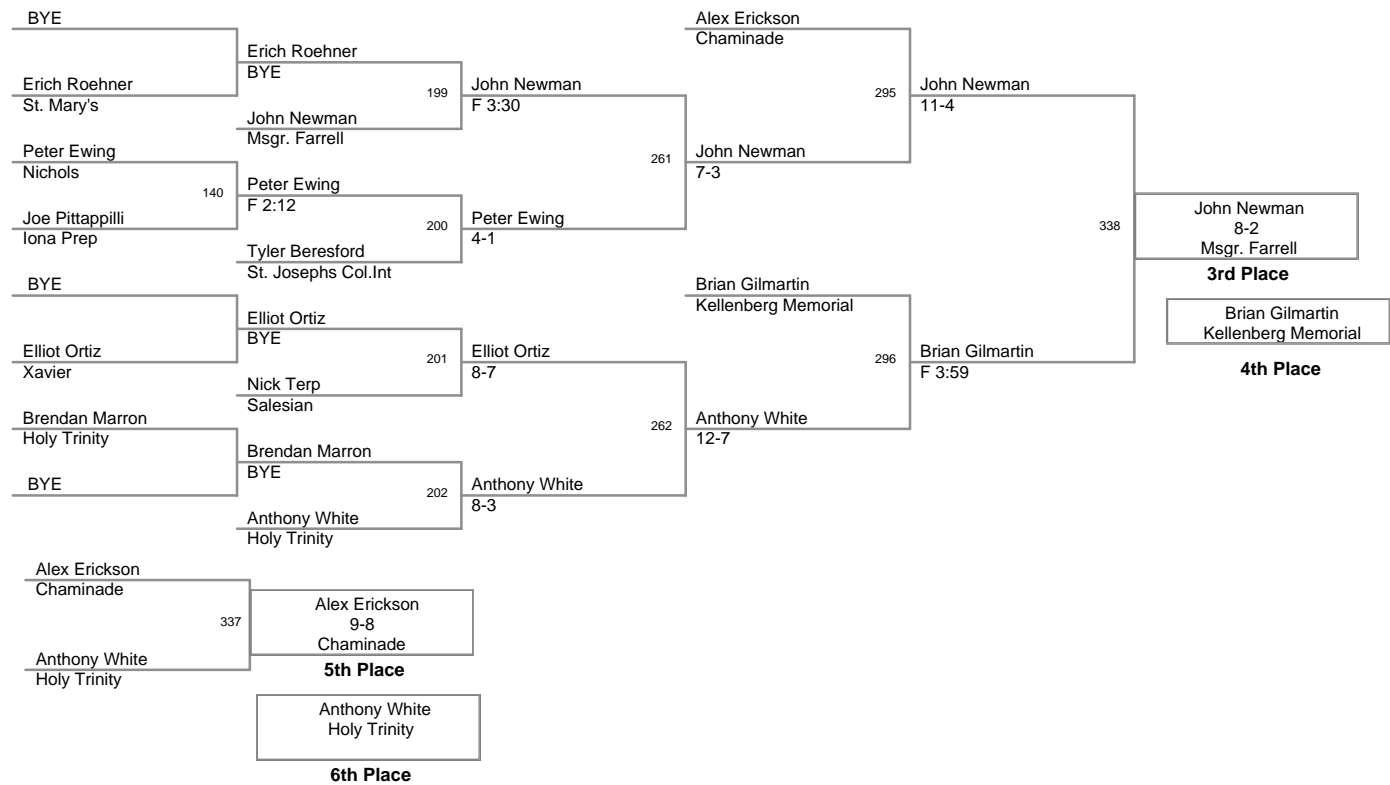 BYE
Erich Roehner
St. Mary's
Peter Ewing
Nichols
140
Joe Pittappilli
Iona Prep
BYE
Elliot Ortiz
Xavier
Brendan Marron
Holy Trinity
BYE
Erich Roehner
BYE
199
John Newman
Msgr. Farrell
Peter Ewing
F 2:12
200
Tyler Beresford
St. Josephs Col.Int
Elliot Ortiz
BYE
201
Nick Terp
Salesian
Brendan Marron
BYE
202
Anthony White
Holy Trinity
John Newman
F 3:30
261
Peter Ewing
4-1
Elliot Ortiz
8-7
262
Anthony White
8-3
Alex Erickson
Chaminade
295
John Newman
7-3
Brian Gilmartin
Kellenberg Memorial
296
Anthony White
12-7
John Newman
11-4
338
Brian Gilmartin
F 3:59
John Newman
8-2
Msgr. Farrell
3rd Place
Brian Gilmartin
Kellenberg Memorial
4th Place
Alex Erickson
Chaminade
337
Anthony White
Holy Trinity
Alex Erickson
9-8
Chaminade
5th Place
Anthony White
Holy Trinity
6th Place